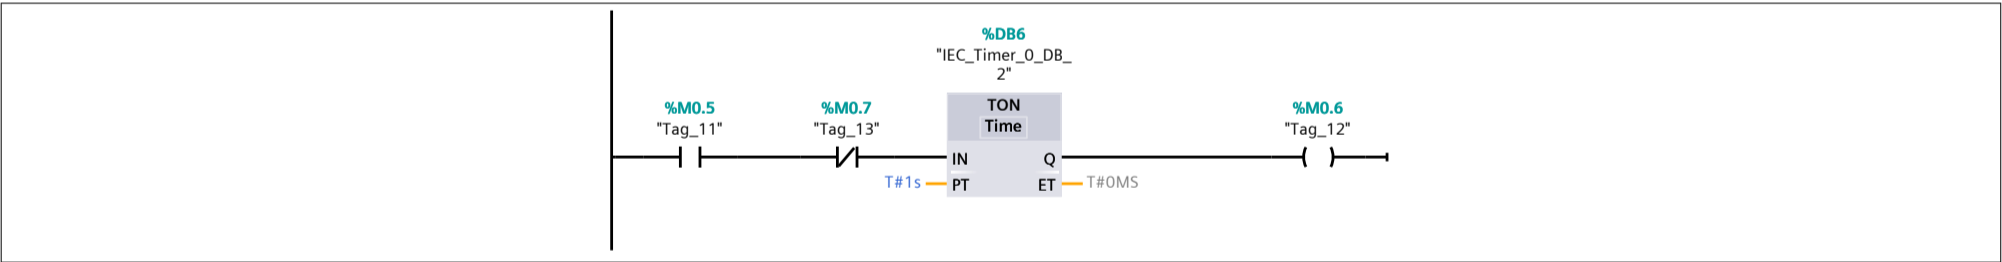 %DB6
"IEC_Timer_0_DB_
2"
%M0.5
%M0.7
TON
%M0.6
"Tag_11"
"Tag_13"
Time
"Tag_12"
IN
Q
T#1s
PT
ET
T#0MS